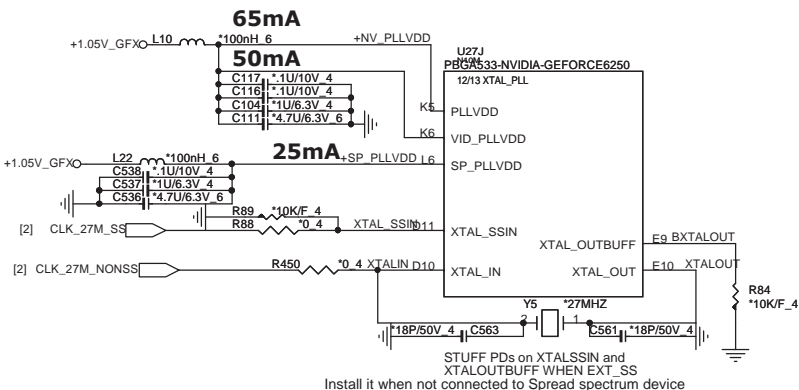 65mA
+1.05V_GFX L10 *100nH_6 +NV_PLLVDD
50mA
U27J
PBGA533-NVIDIA-GEFORCE6250
12/13 XTAL_PLL
C117 *.1U/10V_4
C116 *.1U/10V_4
C104 *1U/6.3V_4
C111 *4.7U/6.3V_6
K5 PLLVDD
K6 VID_PLLVDD
+1.05V_GFX L22 *100nH_6 25mA +SP_PLLVDD L6 SP_PLLVDD
C538 *.1U/10V_4
C537 *1U/6.3V_4
C536 *4.7U/6.3V_6
R89 *10K/F_4
[2] CLK_27M_SS R88 *0_4 XTAL_SSIN D11 XTAL_SSIN
XTAL_OUTBUFF E9 BXTALOUT
[2] CLK_27M_NONSS R450 *0_4 XTALIN D10 XTAL_IN
XTAL_OUT E10 XTALOUT
R84
*10K/F_4
Y5 *27MHZ
2 1
*18P/50V_4 C563
C561 *18P/50V_4
STUFF PDs on XTALSSIN and
XTALOUTBUFF WHEN EXT_SS
Install it when not connected to Spread spectrum device